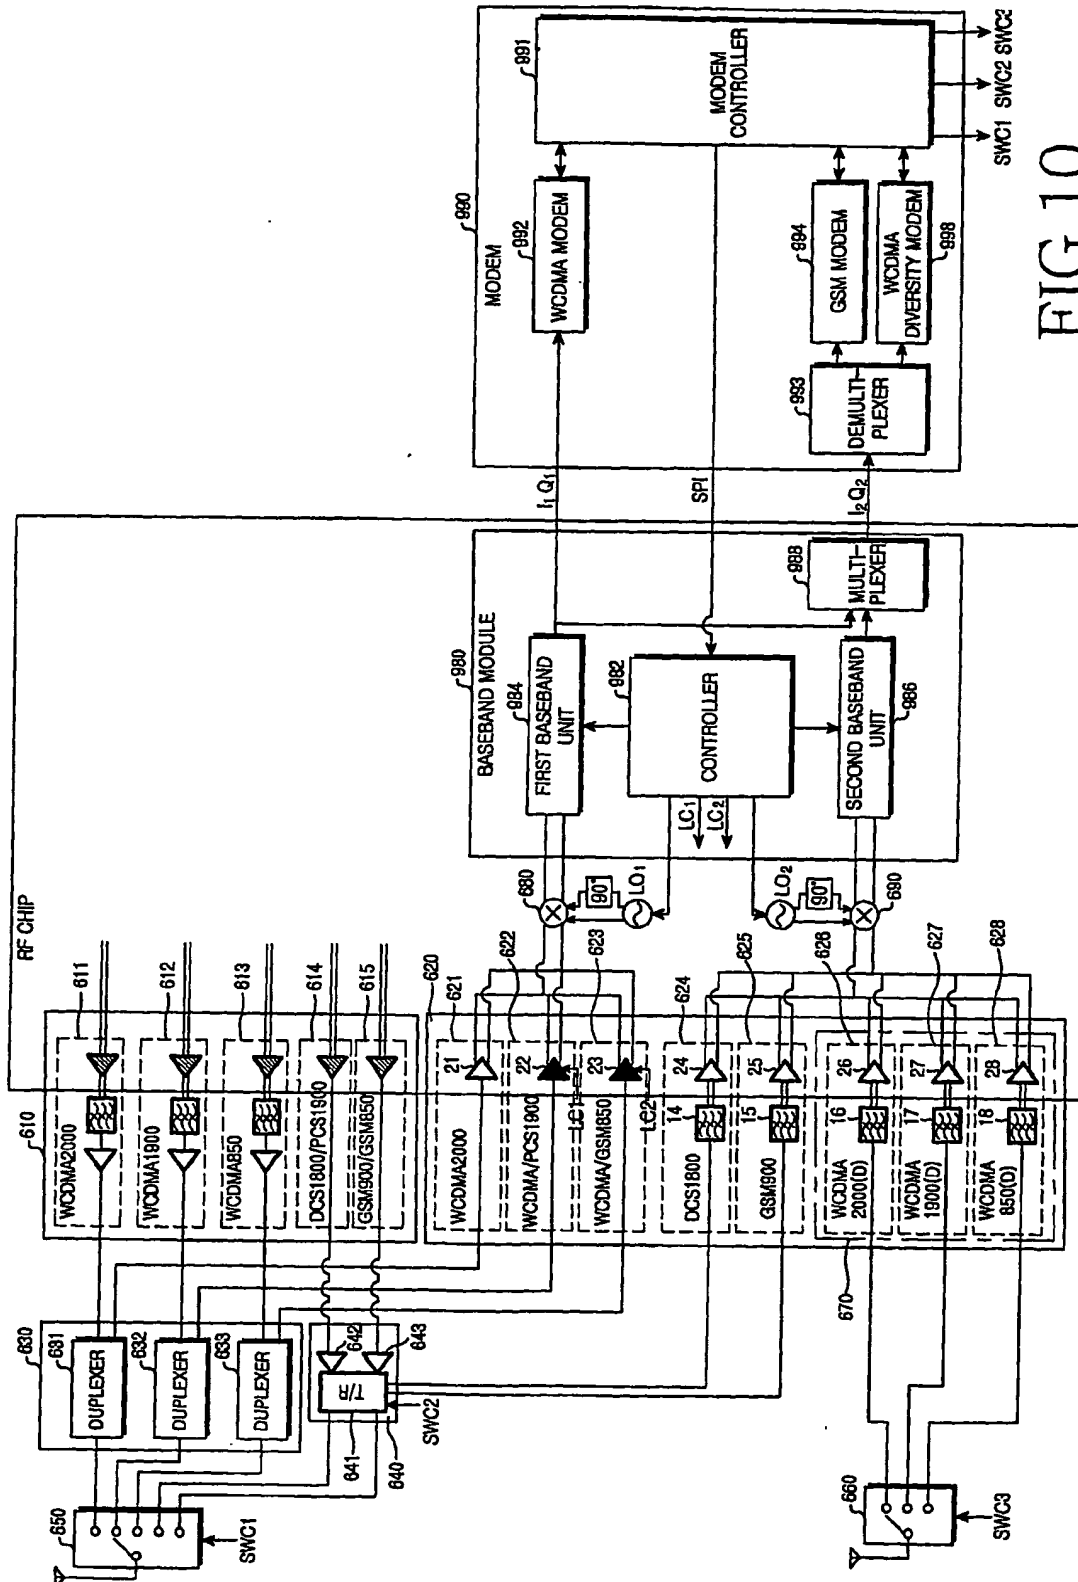 RF CHIP
610
611
WCDMA2000
612
WCDMA1900
613
WCDMA850
614
DCS1800/PCS1900
615
GSM900/GSM850
620
621
WCDMA2000
21
622
WCDMA/PCS1900
22
LC1
623
WCDMA/GSM850
23
LC2
624
DCS1800
14
24
625
GSM900
15
25
626
WCDMA
2000(D)
16
26
627
WCDMA
1900(D)
17
27
628
WCDMA
850(D)
18
28
670
630
631
DUPLEXER
632
DUPLEXER
633
DUPLEXER
642
643
T/R
641
640
SWC2
650
SWC1
660
SWC3
680
90°
LO1
LO2
90°
690
980
BASEBAND MODULE
984
FIRST BASEBAND
UNIT
982
CONTROLLER
LC1
LC2
SECOND BASEBAND
UNIT
986
988
MULTI-
PLEXER
I1 Q1
SPI
I2 Q2
990
MODEM
992
WCDMA MODEM
991
MODEM
CONTROLLER
993
DEMULTI-
PLEXER
994
GSM MODEM
WCDMA
DIVERSITY MODEM
998
SWC1 SWC2 SWC3
FIG 10